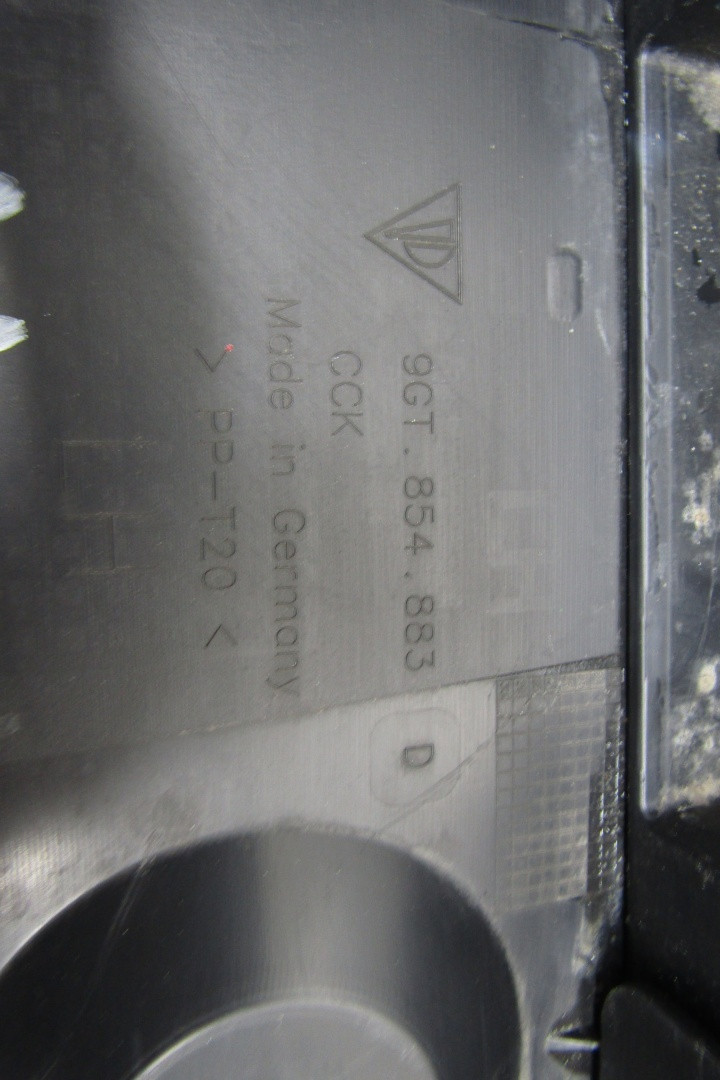 9GT.854.883 D
CCK
Made in Germany
> PP-T20 <